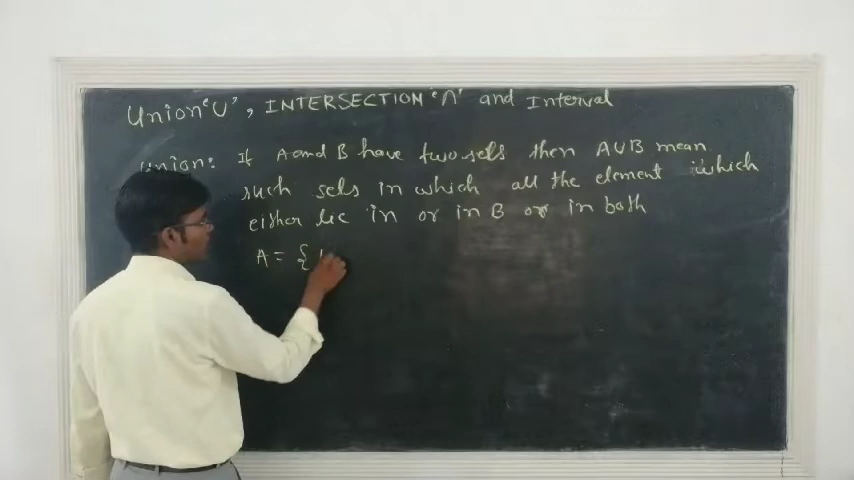 Union 'U', INTERSECTION '∩' and Interval
Union: If A and B have two sets then AUB mean
such sets in which all the element which
either lie in or in B or in both
A = {1